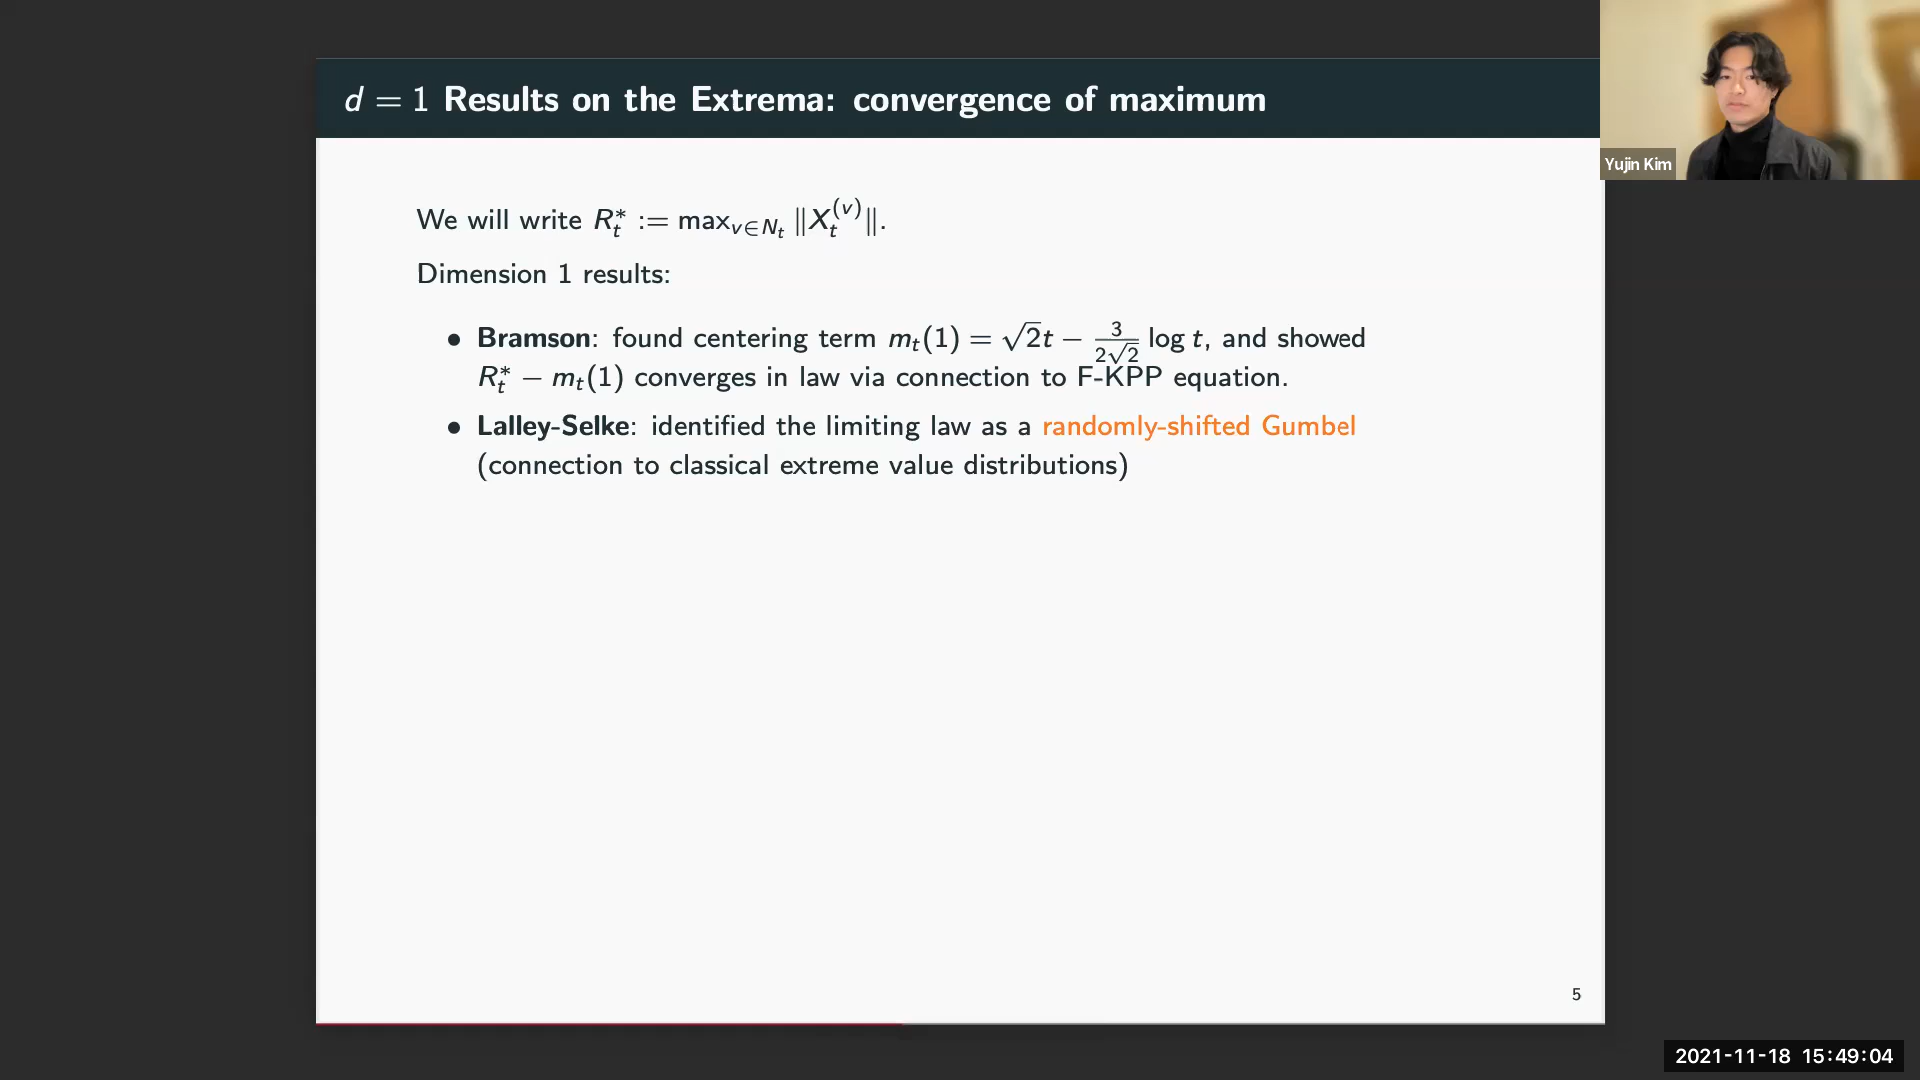 d = 1 Results on the Extrema: convergence of maximum
Yujin Kim
We will write R_t^* := max_{v∈N_t} ‖X_t^{(v)}‖.
Dimension 1 results:
• Bramson: found centering term m_t(1) = √2t − \frac{3}{2√2} log t, and showed
R_t^* − m_t(1) converges in law via connection to F-KPP equation.
• Lalley-Selke: identified the limiting law as a randomly-shifted Gumbel
(connection to classical extreme value distributions)
5
2021-11-18 15:49:04